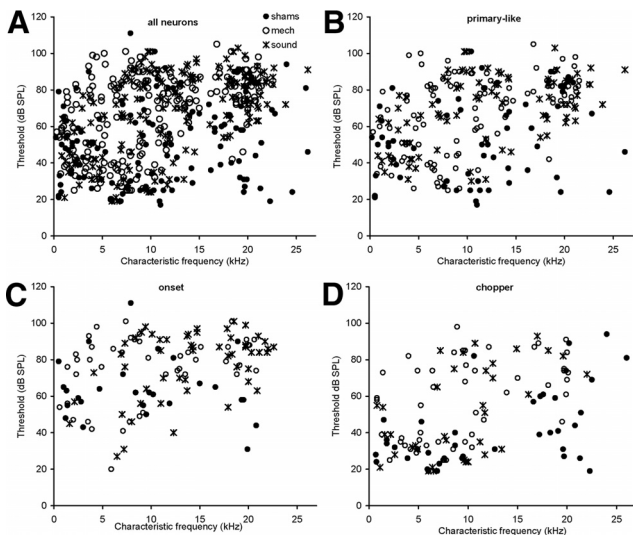 A
all neurons
shams
mech
sound
Threshold (dB SPL)
120
100
80
60
40
20
0
0 5 10 15 20 25
Characteristic frequency (kHz)
B
primary-like
Threshold (dB SPL)
120
100
80
60
40
20
0
0 5 10 15 20 25
Characteristic frequency (kHz)
C
onset
Threshold (dB SPL)
120
100
80
60
40
20
0
0 5 10 15 20 25
Characteristic frequency (kHz)
D
chopper
Threshold (dB SPL)
120
100
80
60
40
20
0
0 5 10 15 20 25
Characteristic frequency (kHz)